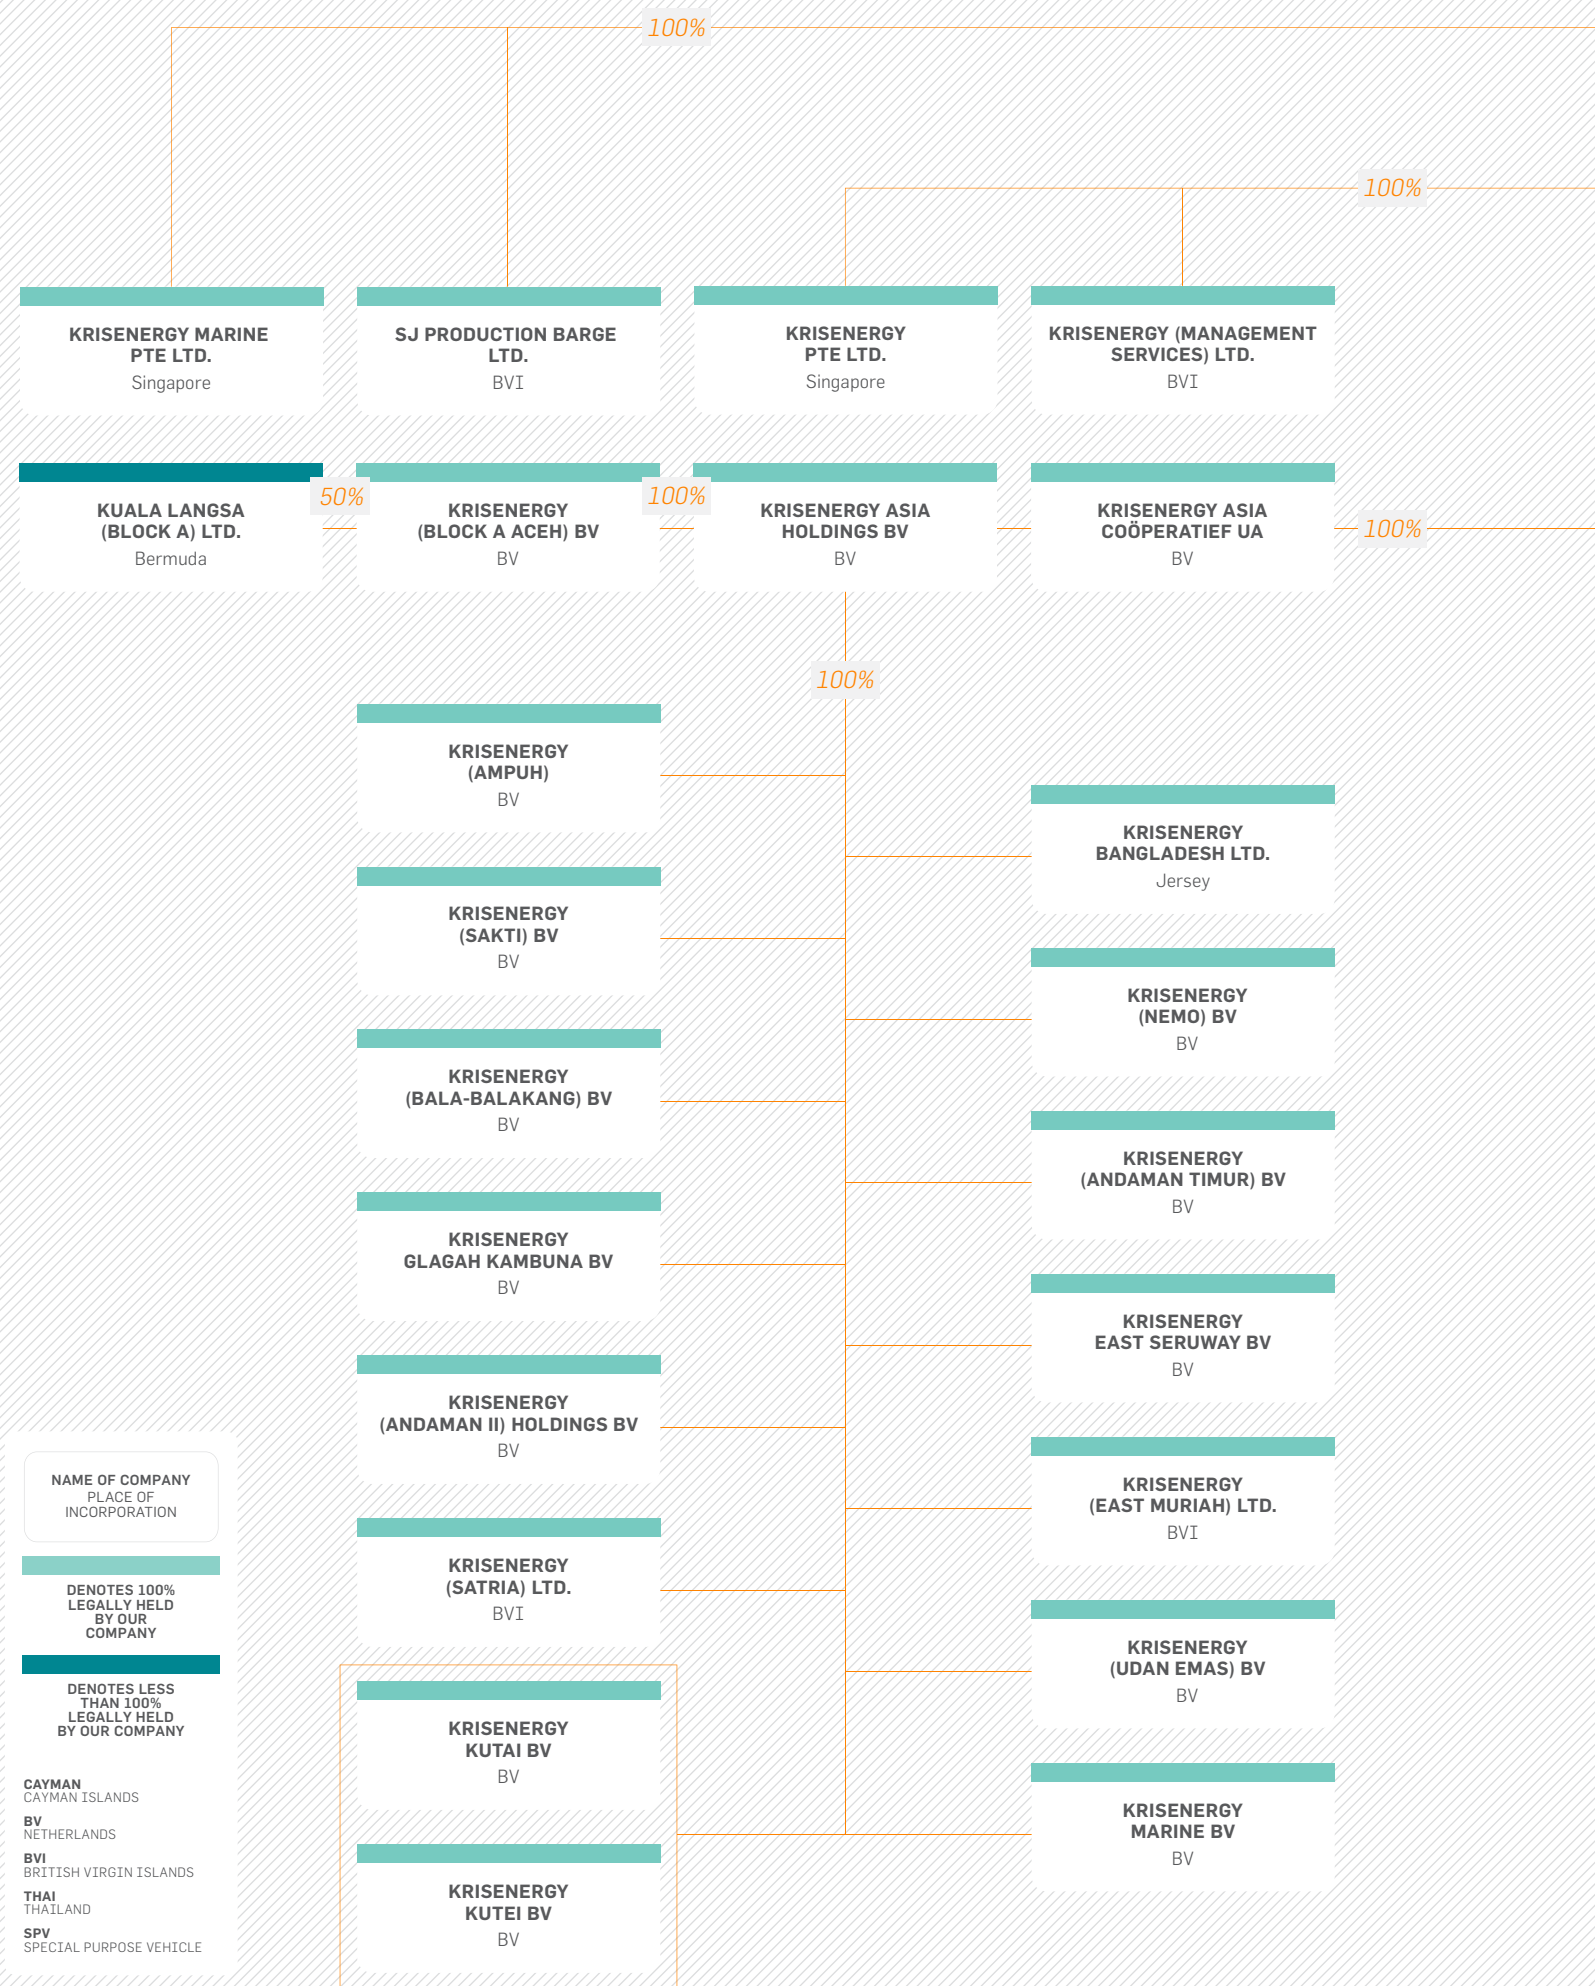 100%
100%
KRISENERGY MARINE
PTE LTD.
Singapore
SJ PRODUCTION BARGE
LTD.
BVI
KRISENERGY
PTE LTD.
Singapore
KRISENERGY (MANAGEMENT
SERVICES) LTD.
BVI
KUALA LANGSA
(BLOCK A) LTD.
Bermuda
50%
KRISENERGY
(BLOCK A ACEH) BV
BV
100%
KRISENERGY ASIA
HOLDINGS BV
BV
KRISENERGY ASIA
COÖPERATIEF UA
BV
100%
100%
KRISENERGY
(AMPUH)
BV
KRISENERGY
BANGLADESH LTD.
Jersey
KRISENERGY
(SAKTI) BV
BV
KRISENERGY
(NEMO) BV
BV
KRISENERGY
(BALA-BALAKANG) BV
BV
KRISENERGY
(ANDAMAN TIMUR) BV
BV
KRISENERGY
GLAGAH KAMBUNA BV
BV
KRISENERGY
EAST SERUWAY BV
BV
KRISENERGY
(ANDAMAN II) HOLDINGS BV
BV
KRISENERGY
(EAST MURIAH) LTD.
BVI
KRISENERGY
(SATRIA) LTD.
BVI
KRISENERGY
(UDAN EMAS) BV
BV
KRISENERGY
KUTAI BV
BV
KRISENERGY
MARINE BV
BV
KRISENERGY
KUTEI BV
BV
NAME OF COMPANY
PLACE OF
INCORPORATION
DENOTES 100%
LEGALLY HELD
BY OUR
COMPANY
DENOTES LESS
THAN 100%
LEGALLY HELD
BY OUR COMPANY
CAYMAN
CAYMAN ISLANDS
BV
NETHERLANDS
BVI
BRITISH VIRGIN ISLANDS
THAI
THAILAND
SPV
SPECIAL PURPOSE VEHICLE